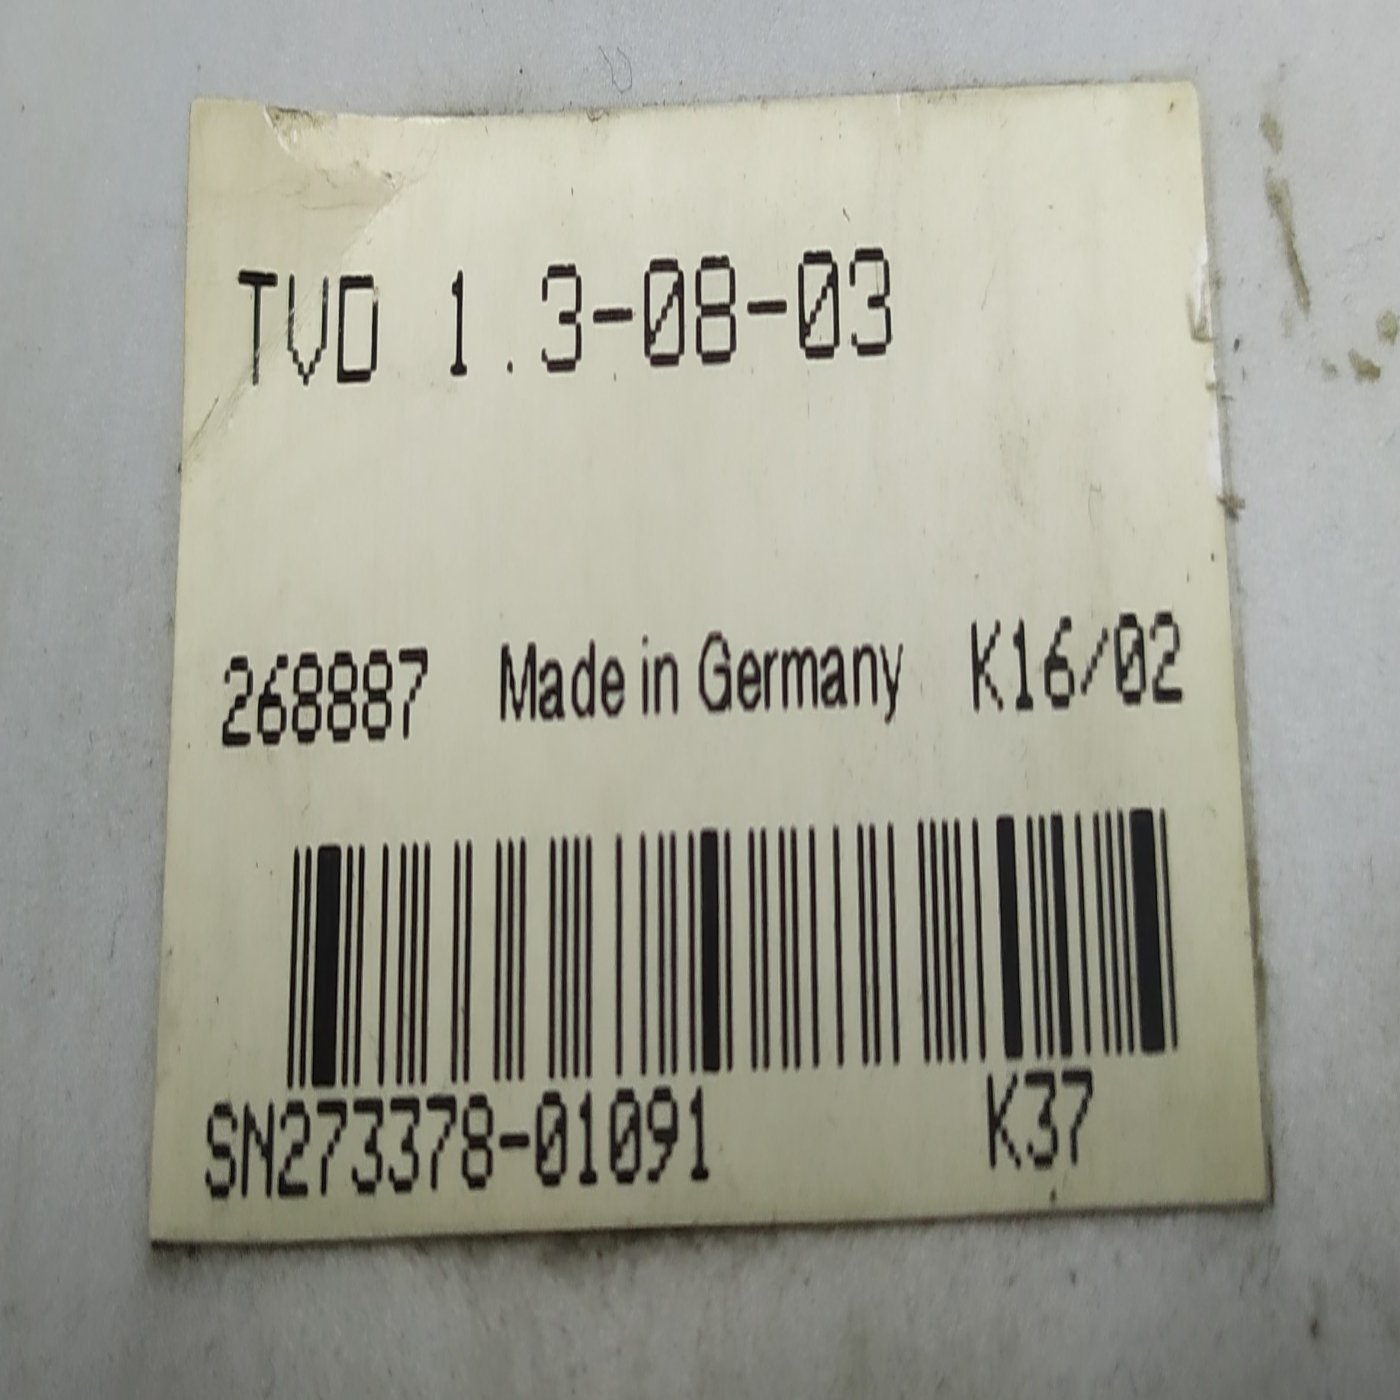 TVD 1.3-08-03
268887 Made in Germany K16/02
SN273378-01091 K37